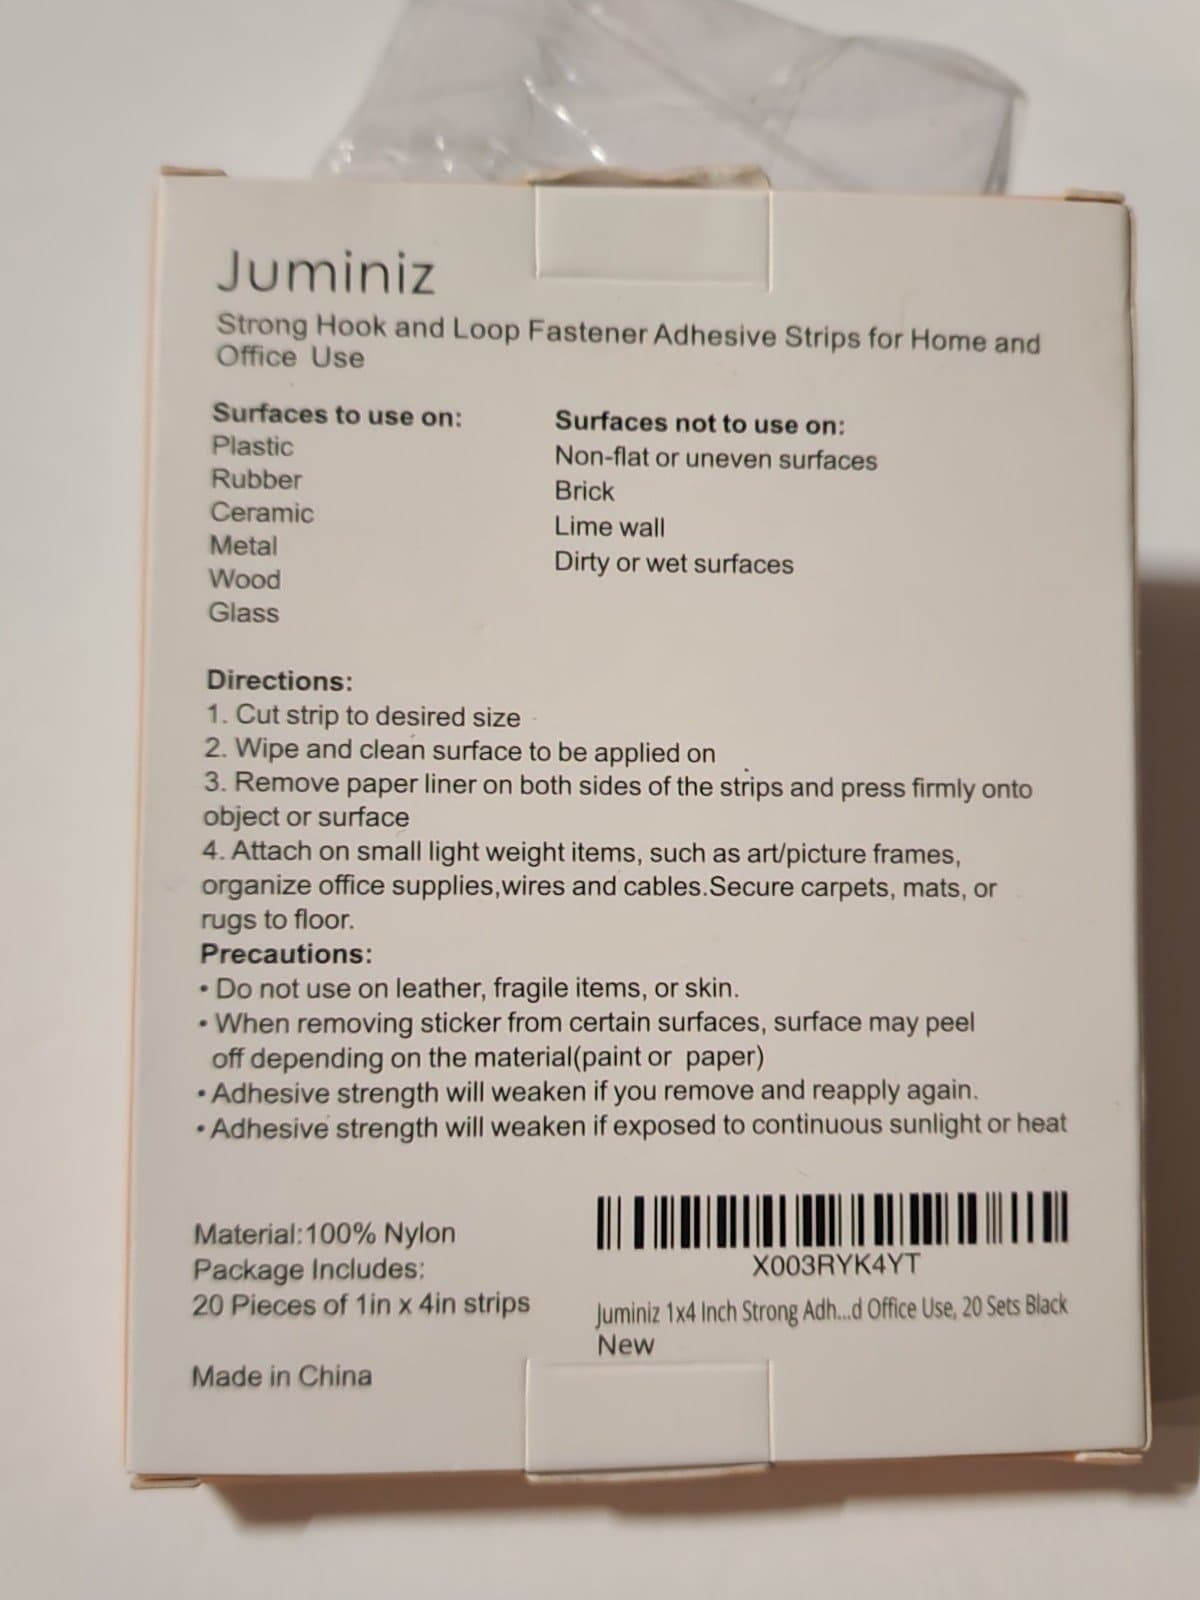 Juminiz
Strong Hook and Loop Fastener Adhesive Strips for Home and
Office Use
Surfaces to use on:
Plastic
Rubber
Ceramic
Metal
Wood
Glass
Surfaces not to use on:
Non-flat or uneven surfaces
Brick
Lime wall
Dirty or wet surfaces
Directions:
1. Cut strip to desired size
2. Wipe and clean surface to be applied on
3. Remove paper liner on both sides of the strips and press firmly onto
object or surface
4. Attach on small light weight items, such as art/picture frames,
organize office supplies,wires and cables.Secure carpets, mats, or
rugs to floor.
Precautions:
• Do not use on leather, fragile items, or skin.
• When removing sticker from certain surfaces, surface may peel
off depending on the material(paint or paper)
• Adhesive strength will weaken if you remove and reapply again.
• Adhesive strength will weaken if exposed to continuous sunlight or heat
Material:100% Nylon
Package Includes:
20 Pieces of 1in x 4in strips
Made in China
X003RYK4YT
Juminiz 1x4 Inch Strong Adh...d Office Use, 20 Sets Black
New